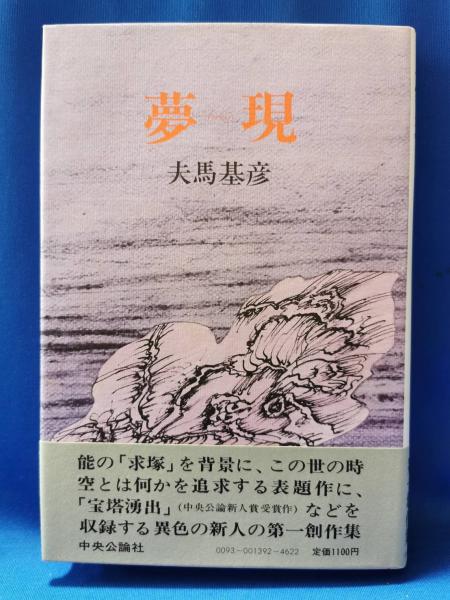 夢現
夫馬基彦
能の「求塚」を背景に、この世の時
空とは何かを追求する表題作に、
「宝塔湧出」(中央公論新人賞受賞作)などを
収録する異色の新人の第一創作集
中央公論社 0093-001392-4622 定価1100円